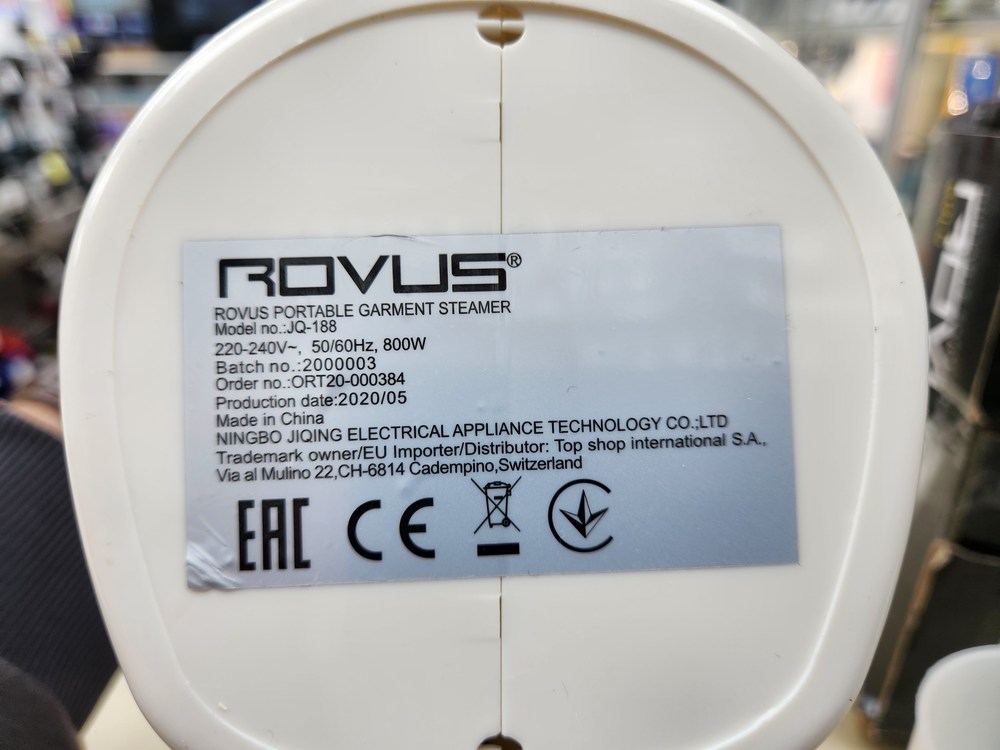 ROVUS®
ROVUS PORTABLE GARMENT STEAMER
Model no.:JQ-188
220-240V~, 50/60Hz, 800W
Batch no.:2000003
Order no.:ORT20-000384
Production date:2020/05
Made in China
NINGBO JIQING ELECTRICAL APPLIANCE TECHNOLOGY CO.;LTD
Trademark owner/EU Importer/Distributor: Top shop international S.A.,
Via al Mulino 22,CH-6814 Cadempino,Switzerland
EAC CE